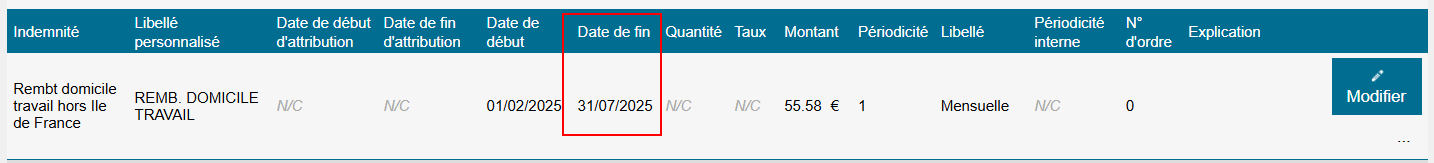 Indemnité
Libellé
personnalisé
Date de début
d'attribution
Date de fin
d'attribution
Date de
début
Date de fin
Quantité
Taux
Montant
Périodicité
Libellé
Périodicité
interne
N°
d'ordre
Explication
Rembt domicile
travail hors Ile
de France
REMB. DOMICILE
TRAVAIL
N/C
N/C
01/02/2025
31/07/2025
N/C
N/C
55.58 €
1
Mensuelle
N/C
0
Modifier
...